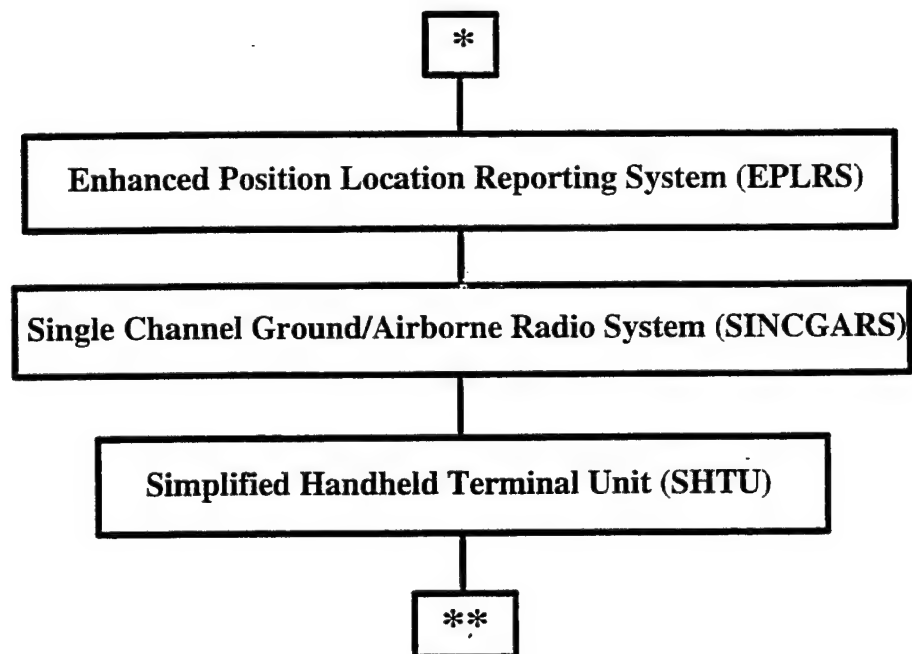 *
Enhanced Position Location Reporting System (EPLRS)
Single Channel Ground/Airborne Radio System (SINCGARS)
Simplified Handheld Terminal Unit (SHTU)
**